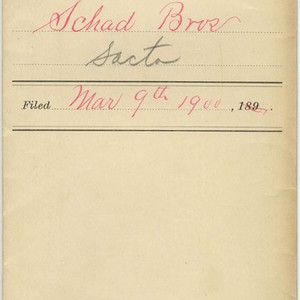 Schad Bros
Sacto
Filed Mar 9th 1900, 189 .